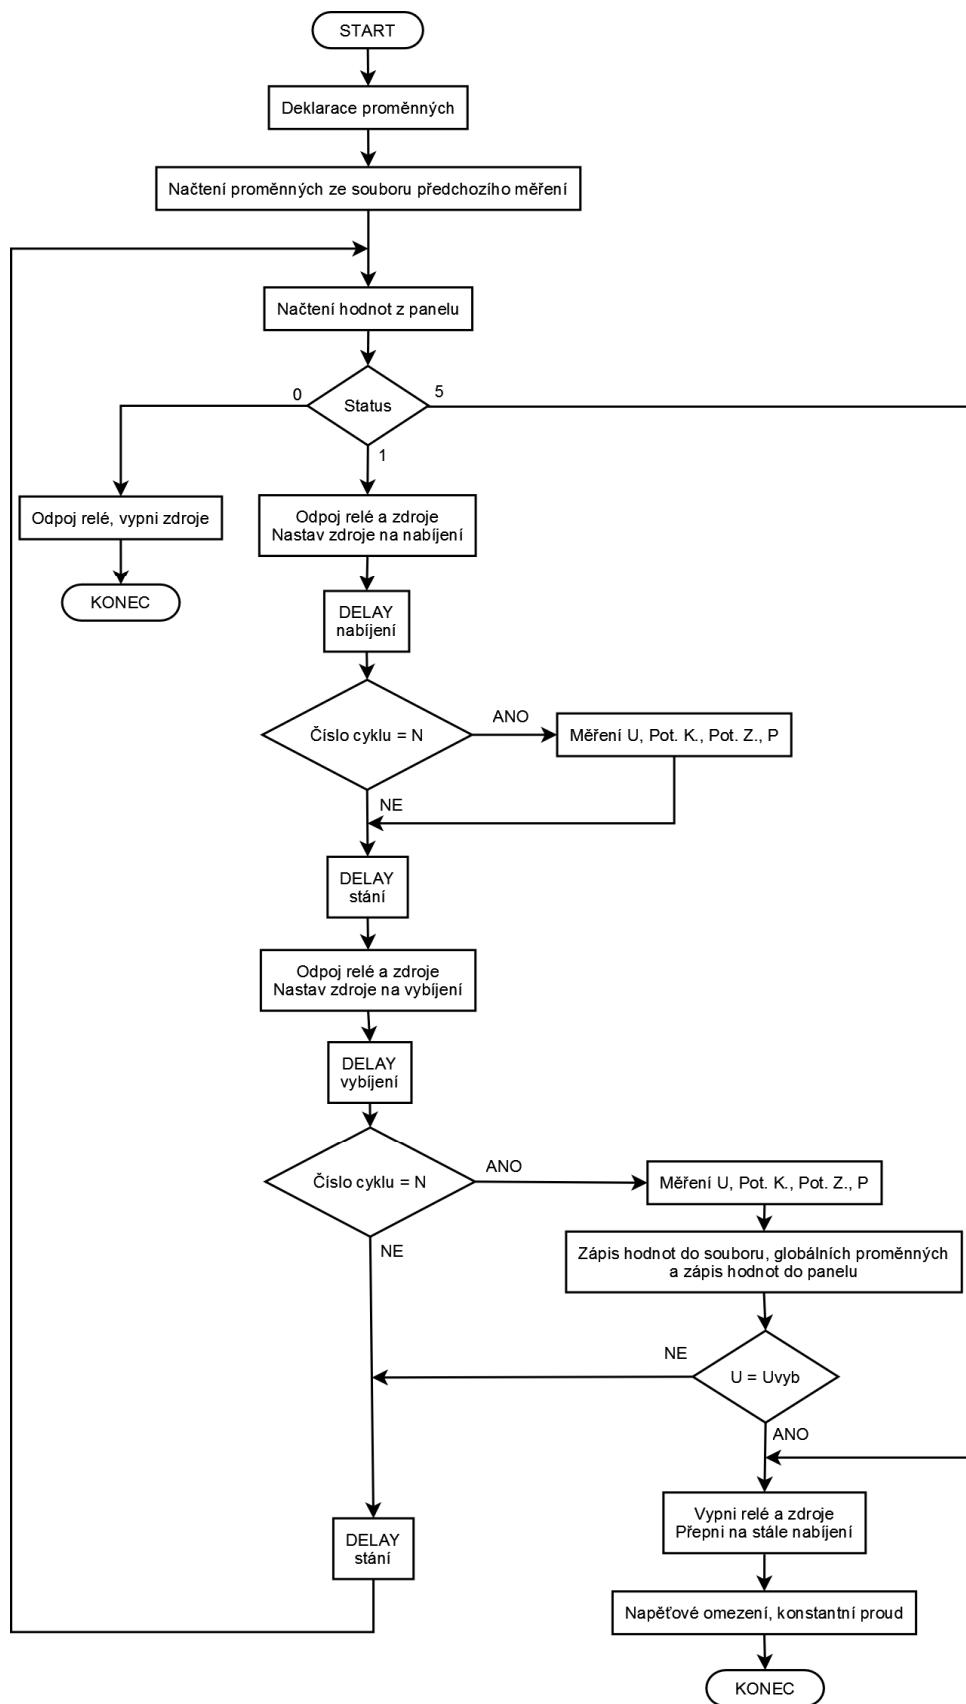 START
Deklarace proměnných
Načtení proměnných ze souboru předchozího měření
Načtení hodnot z panelu
0
Status
5
1
Odpoj relé, vypni zdroje
KONEC
Odpoj relé a zdroje
Nastav zdroje na nabíjení
DELAY
nabíjení
Číslo cyklu = N
ANO
Měření U, Pot. K., Pot. Z., P
NE
DELAY
stání
Odpoj relé a zdroje
Nastav zdroje na vybíjení
DELAY
vybíjení
Číslo cyklu = N
ANO
Měření U, Pot. K., Pot. Z., P
NE
Zápis hodnot do souboru, globálních proměnných
a zápis hodnot do panelu
NE
U = Uvyb
ANO
Vypni relé a zdroje
Přepni na stále nabíjení
DELAY
stání
Napěťové omezení, konstantní proud
KONEC